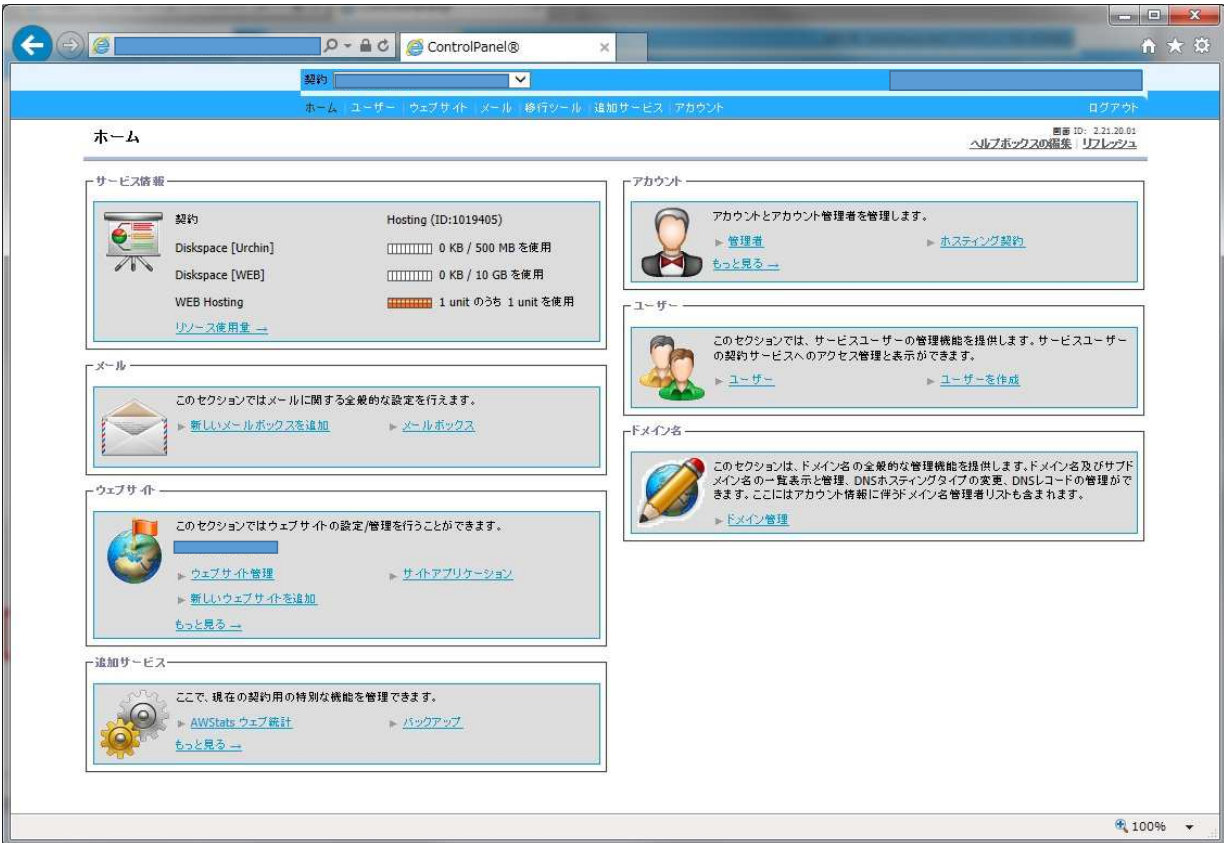 ControlPanel®
契約
ホーム | ユーザー | ウェブサイト | メール | 移行ツール | 追加サービス | アカウント
ログアウト
ホーム
画面 ID: 2.21.20.01
ヘルプボックスの編集 | リフレッシュ
サービス情報
契約 Hosting (ID:1019405)
Diskspace [Urchin] 0 KB / 500 MB を使用
Diskspace [WEB] 0 KB / 10 GB を使用
WEB Hosting 1 unit のうち 1 unit を使用
リソース使用量 →
メール
このセクションではメールに関する全般的な設定を行えます。
新しいメールボックスを追加 メールボックス
ウェブサイト
このセクションではウェブサイトの設定/管理を行うことができます。
ウェブサイト管理 サイトアプリケーション
新しいウェブサイトを追加
もっと見る →
追加サービス
ここで、現在の契約用の特別な機能を管理できます。
AWStats ウェブ統計 バックアップ
もっと見る →
アカウント
アカウントとアカウント管理者を管理します。
管理者 ホスティング契約
もっと見る →
ユーザー
このセクションでは、サービスユーザーの管理機能を提供します。サービスユーザー
の契約サービスへのアクセス管理と表示ができます。
ユーザー ユーザーを作成
ドメイン名
このセクションは、ドメイン名の全般的な管理機能を提供します。ドメイン名及びサブド
メイン名の一覧表示と管理、DNSホスティングタイプの変更、DNSレコードの管理がで
きます。ここにはアカウント情報に伴うドメイン名管理者リストも含まれます。
ドメイン管理
100%